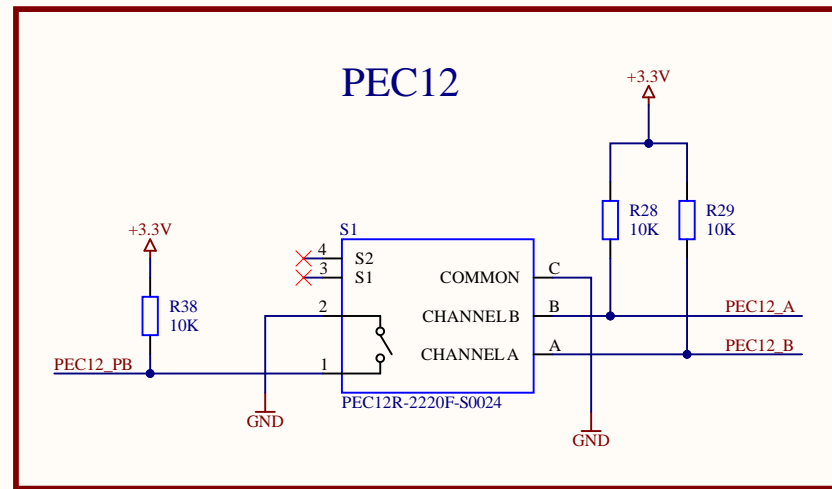 PEC12
+3.3V
R28
10K
R29
10K
+3.3V
R38
10K
S1
4
S2
3
S1
2
1
COMMON
C
CHANNEL B
B
CHANNEL A
A
PEC12_A
PEC12_B
PEC12_PB
PEC12R-2220F-S0024
GND
GND